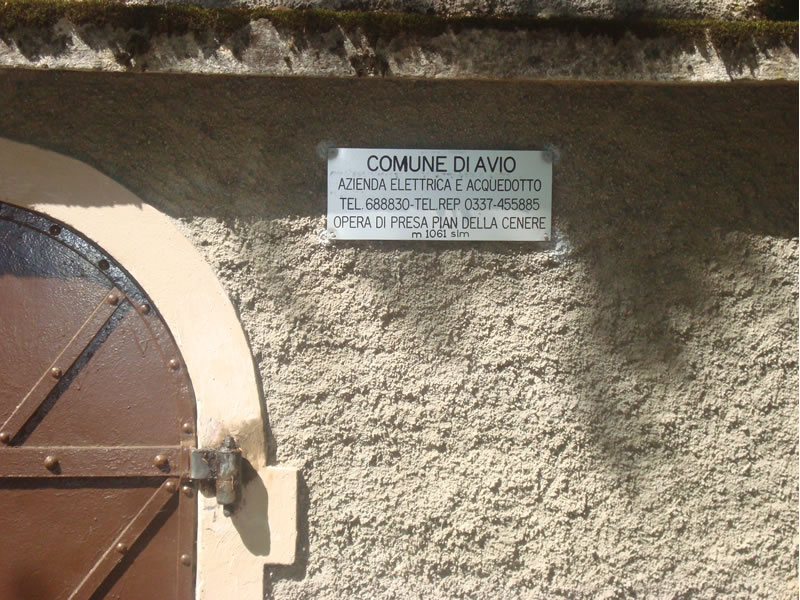 COMUNE DI AVIO
AZIENDA ELETTRICA E ACQUEDOTTO
TEL. 688830-TEL.REP 0337-455885
OPERA DI PRESA PIAN DELLA CENERE
m 1061 slm